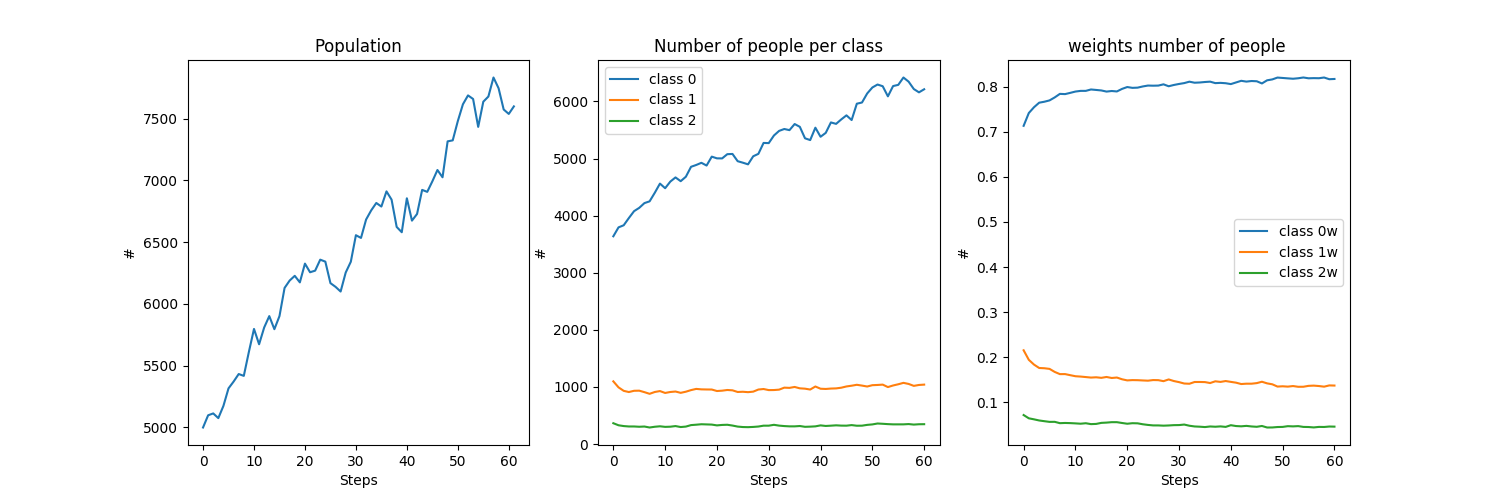 Population
7500
7000
6500
6000
5500
5000
#
0 10 20 30 40 50 60
Steps
Number of people per class
class 0
class 1
class 2
6000
5000
4000
3000
2000
1000
0
#
0 10 20 30 40 50 60
Steps
weights number of people
0.8
0.7
0.6
0.5
0.4
0.3
0.2
0.1
#
class 0w
class 1w
class 2w
0 10 20 30 40 50 60
Steps